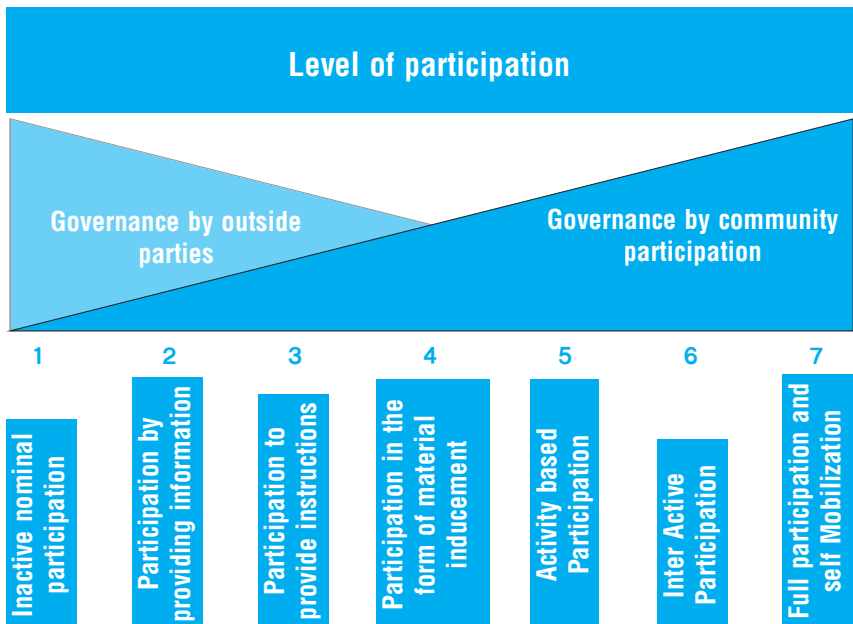 Level of participation
Governance by outside
parties
Governance by community
participation
1
2
3
4
5
6
7
Inactive nominal
participation
Participation by
providing information
Participation to
provide instructions
Participation in the
form of material
inducement
Activity based
Participation
Inter Active
Participation
Full participation and
self Mobilization